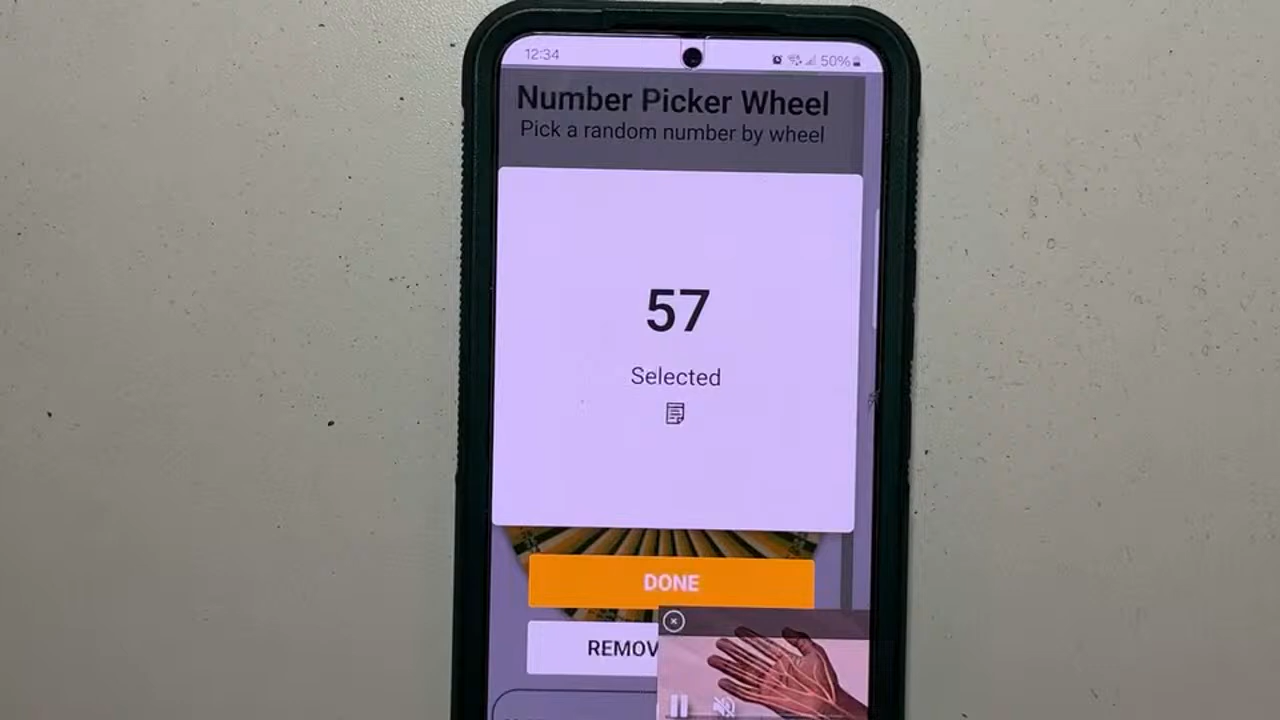 12:34
50%
Number Picker Wheel
Pick a random number by wheel
57
Selected
DONE
REMOV